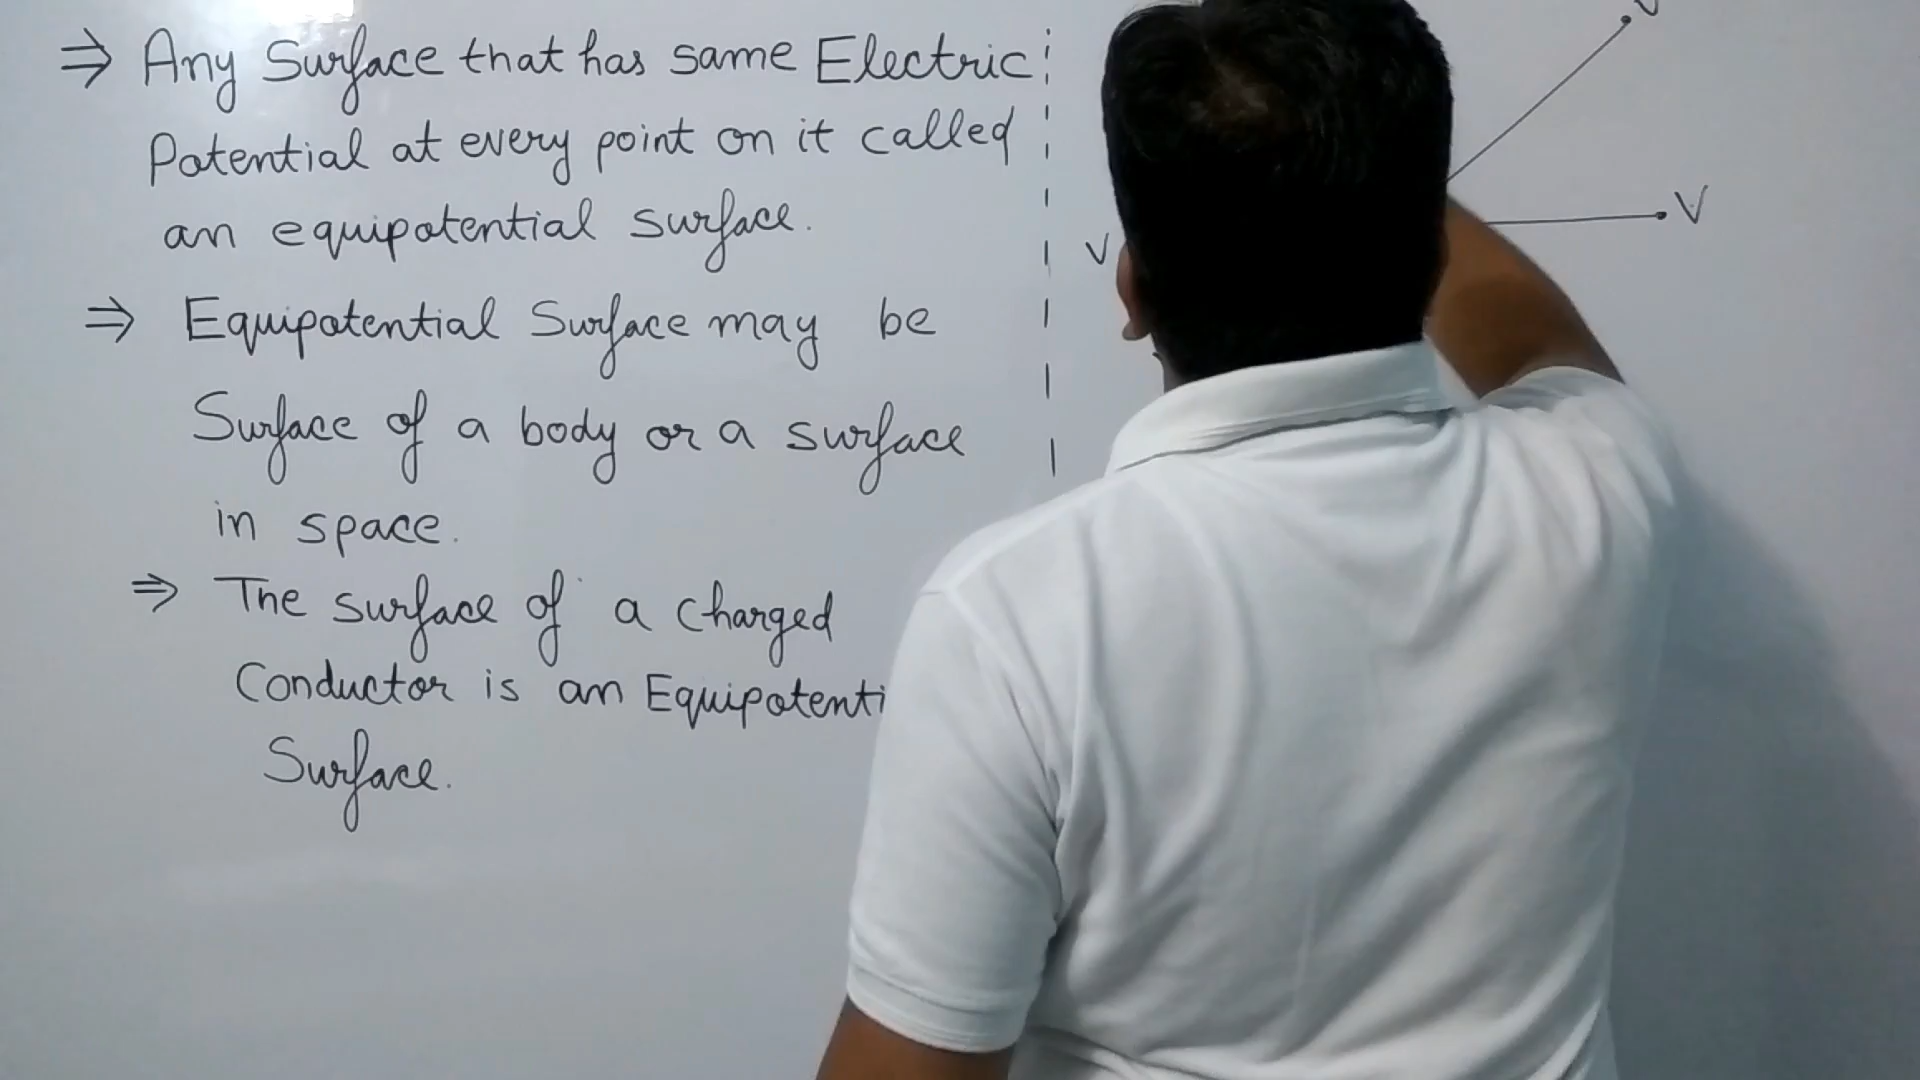 ⇒ Any Surface that has same Electric
Potential at every point on it called
an equipotential surface.
⇒ Equipotential Surface may be
Surface of a body or a surface
in space.
⇒ The surface of a charged
Conductor is an Equipotenti
Surface.
V
V